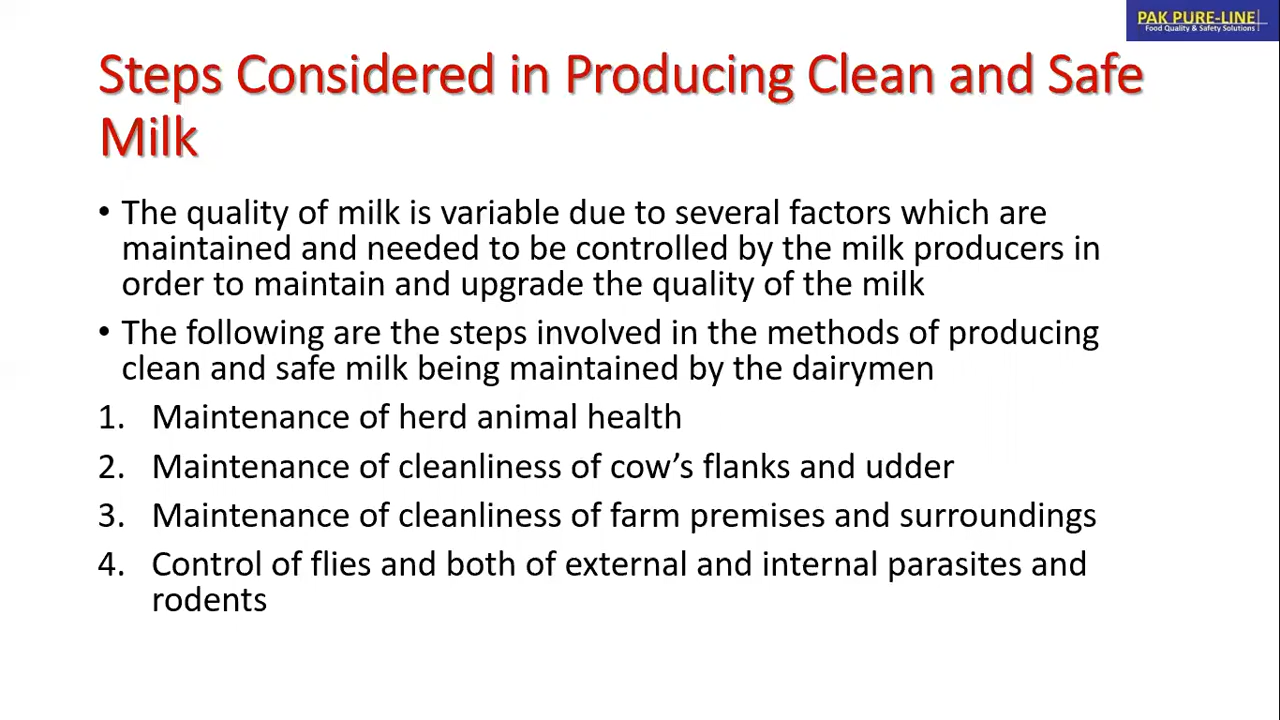 PAK PURE-LINE
Food Quality & Safety Solutions
Steps Considered in Producing Clean and Safe
Milk
• The quality of milk is variable due to several factors which are
maintained and needed to be controlled by the milk producers in
order to maintain and upgrade the quality of the milk
• The following are the steps involved in the methods of producing
clean and safe milk being maintained by the dairymen
1. Maintenance of herd animal health
2. Maintenance of cleanliness of cow’s flanks and udder
3. Maintenance of cleanliness of farm premises and surroundings
4. Control of flies and both of external and internal parasites and
rodents